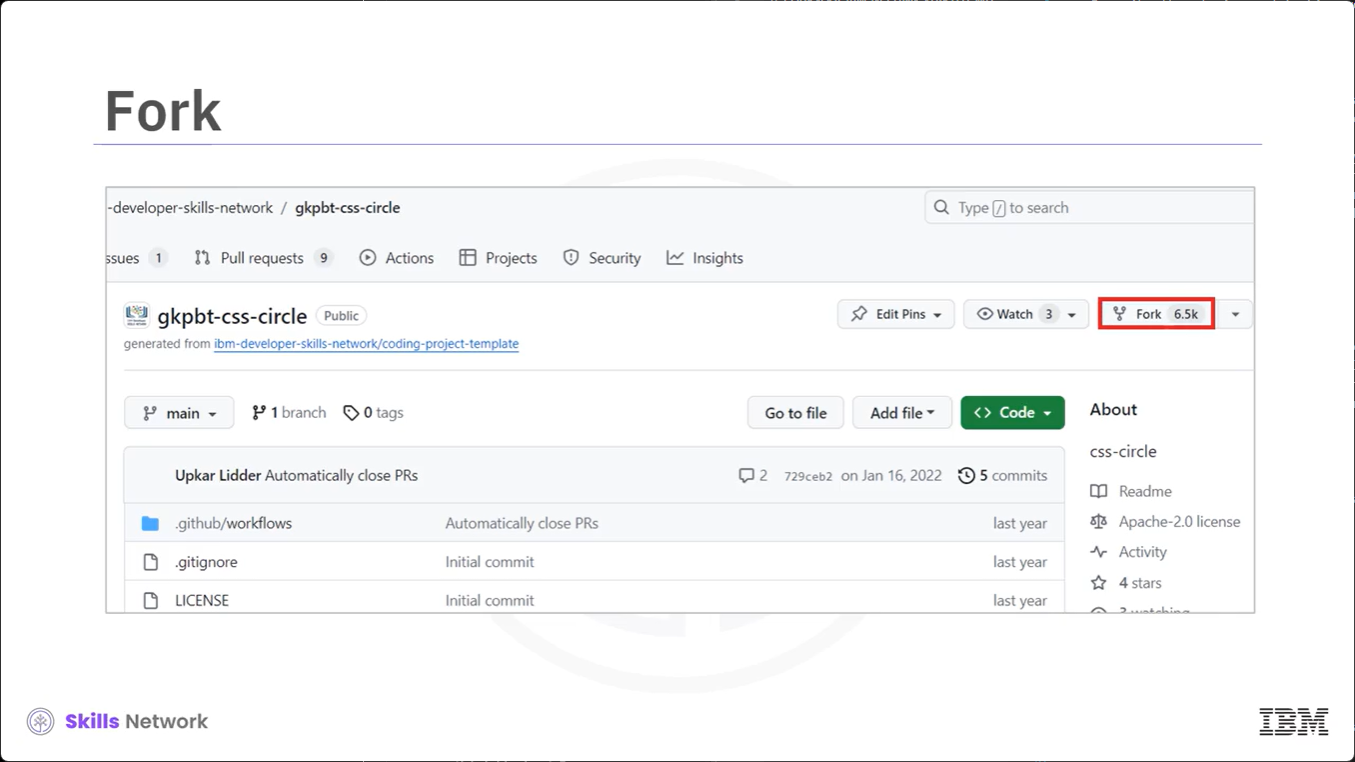 Fork
-developer-skills-network / gkpbt-css-circle
Type / to search
ssues 1 Pull requests 9 Actions Projects Security Insights
gkpbt-css-circle Public
Edit Pins Watch 3 Fork 6.5k
generated from ibm-developer-skills-network/coding-project-template
main 1 branch 0 tags Go to file Add file <> Code
About
css-circle
Upkar Lidder Automatically close PRs 2 729ceb2 on Jan 16, 2022 5 commits
Readme
.github/workflows Automatically close PRs last year
Apache-2.0 license
Activity
.gitignore Initial commit last year
4 stars
LICENSE Initial commit last year
3 watching
Skills Network
IBM